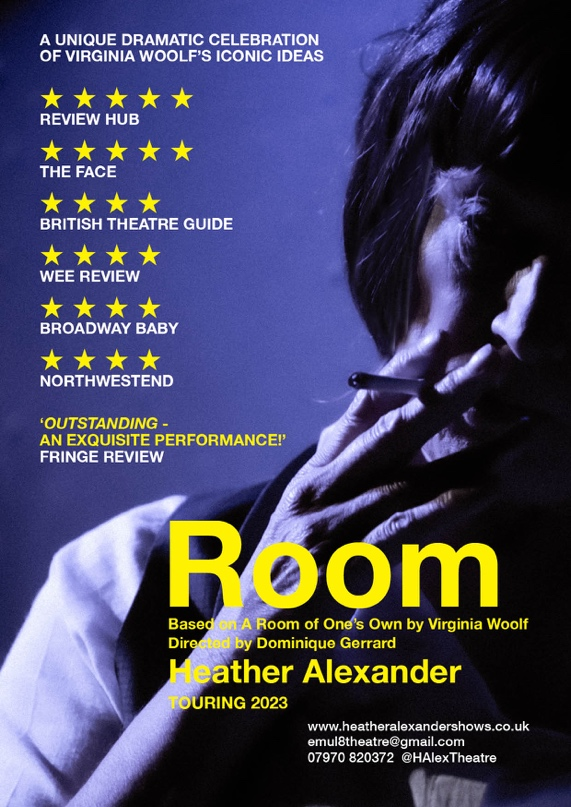 A UNIQUE DRAMATIC CELEBRATION
OF VIRGINIA WOOLF'S ICONIC IDEAS
★★★★★
REVIEW HUB
★★★★★
THE FACE
★★★★
BRITISH THEATRE GUIDE
★★★★
WEE REVIEW
★★★★
BROADWAY BABY
★★★★
NORTHWESTEND
'OUTSTANDING -
AN EXQUISITE PERFORMANCE!'
FRINGE REVIEW
Room
Based on A Room of One's Own by Virginia Woolf
Directed by Dominique Gerrard
Heather Alexander
TOURING 2023
www.heatheralexandershows.co.uk
emul8theatre@gmail.com
07970 820372 @HAlexTheatre